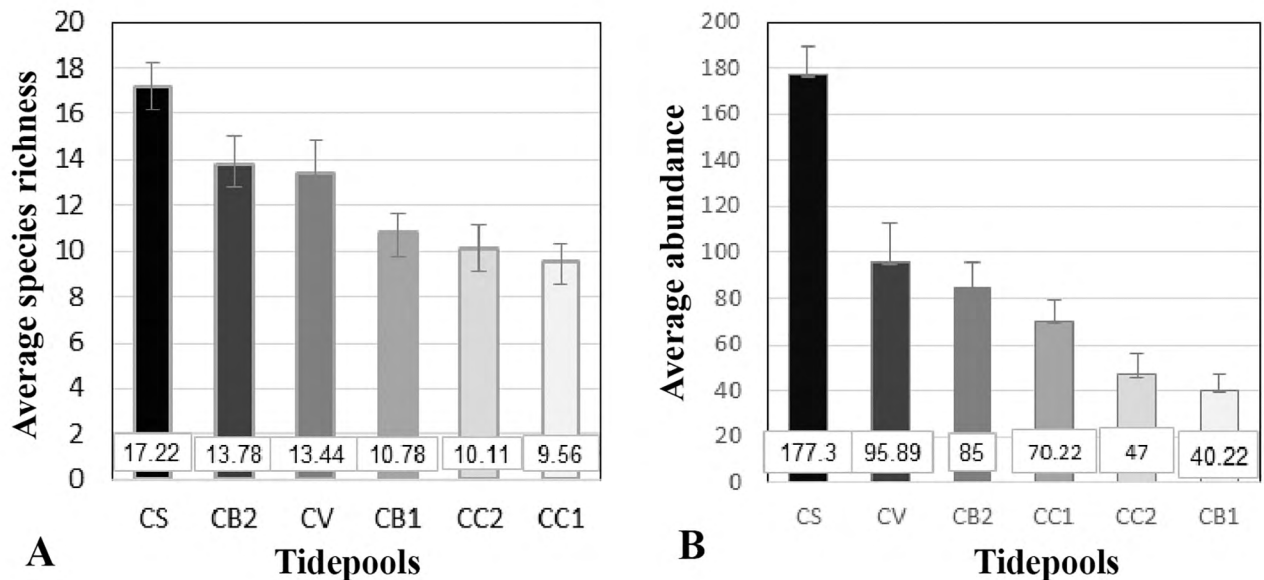 Average species richness
20
18
16
14
12
10
8
6
4
2
0
17.22 13.78 13.44 10.78 10.11 9.56
CS CB2 CV CB1 CC2 CC1
Tidepools
A
Average abundance
200
180
160
140
120
100
80
60
40
20
0
177.3 95.89 85 70.22 47 40.22
CS CV CB2 CC1 CC2 CB1
Tidepools
B